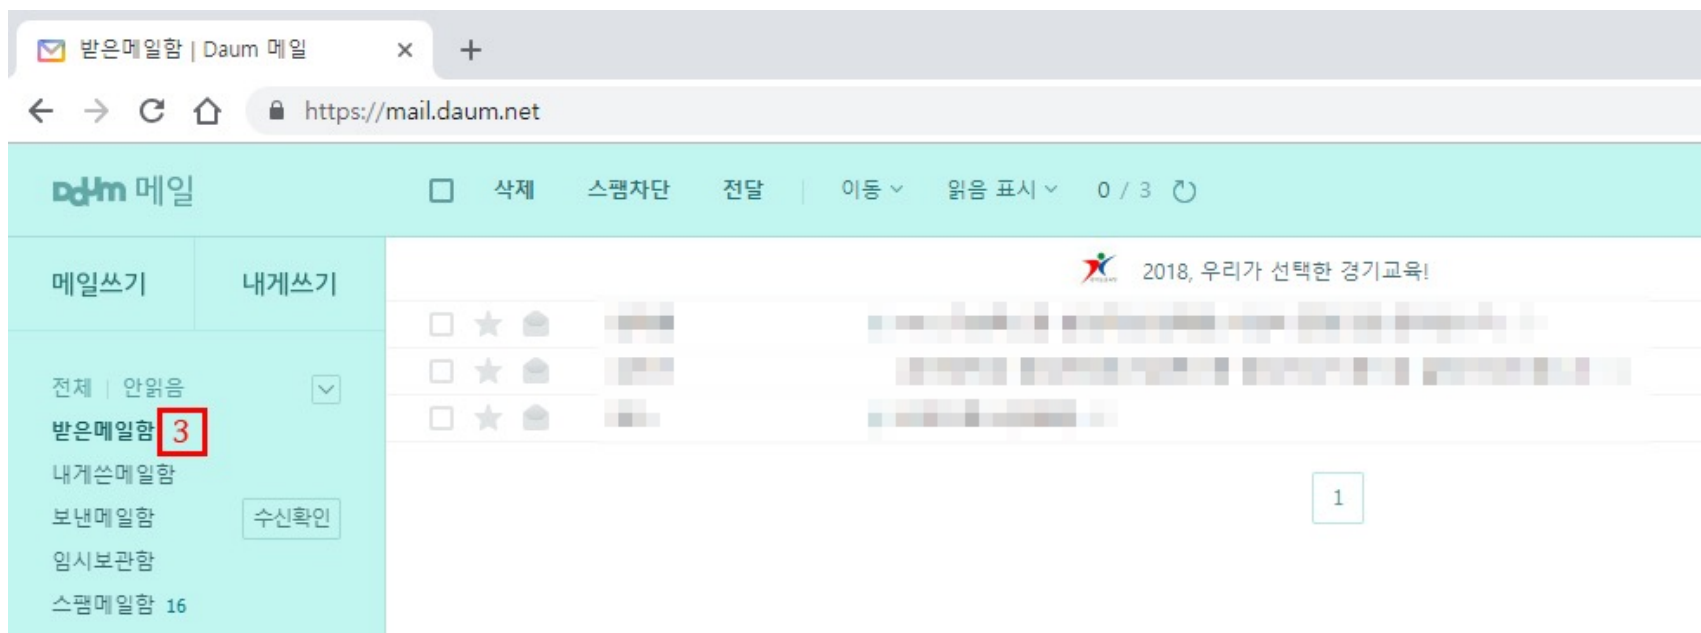 받은메일함 | Daum 메일
https://mail.daum.net
Daum 메일
삭제 스팸차단 전달 이동 읽음 표시 0 / 3
메일쓰기 내게쓰기
2018, 우리가 선택한 경기교육!
전체 | 안읽음
받은메일함 3
내게쓴메일함
보낸메일함 수신확인
임시보관함
스팸메일함 16
1